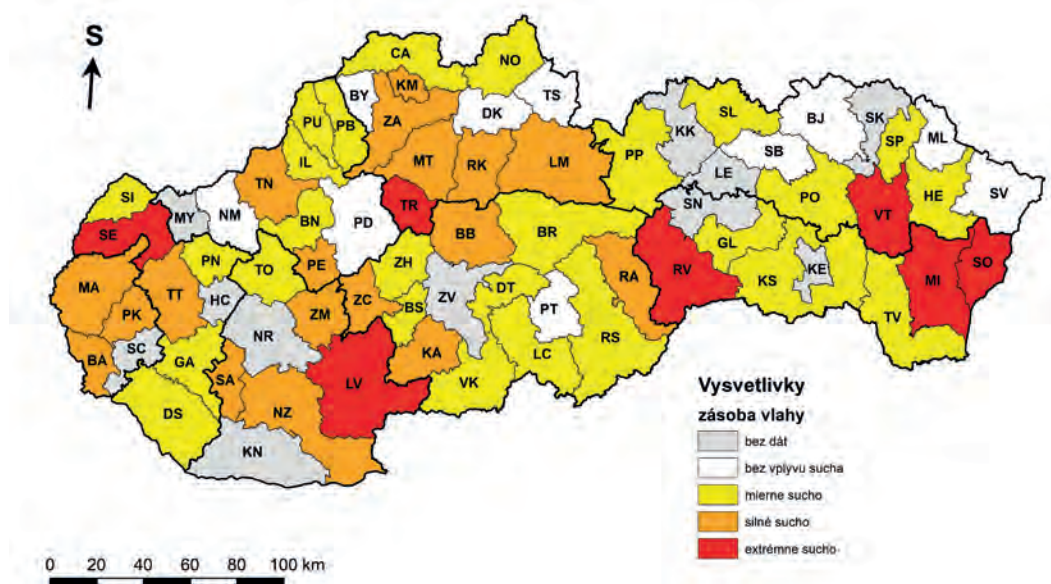 S
CA
NO
BY
KM
TS
DK
ZA
PU
PB
SL
BJ
SK
KK
SP
ML
SB
IL
MT
RK
LM
PP
LE
TN
PO
HE
SV
SI
MY
NM
BN
PD
TR
SN
VT
SE
BB
BR
GL
PN
TO
PE
ZH
RA
RV
KS
KE
MI
SO
MA
TT
HC
ZM
ZC
BS
ZV
DT
PT
TV
PK
SC
NR
BA
GA
SA
LV
KA
VK
LC
RS
DS
NZ
KN
Vysvetlivky
zásoba vlahy
bez dát
bez vplyvu sucha
mierne sucho
silné sucho
extrémne sucho
0 20 40 60 80 100 km